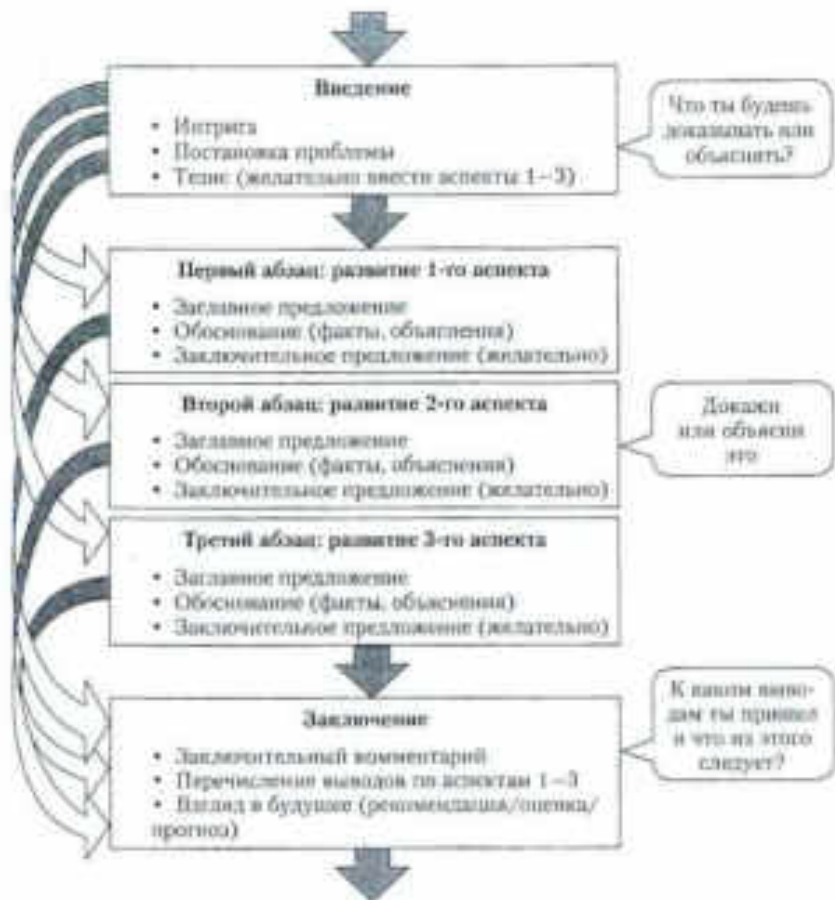 Введение
• Интрига
• Постановка проблемы
• Тезис (желательно ввести аспекты 1–3)
Что ты будешь
доказывать или
объяснять?
Первый абзац: развитие 1-го аспекта
• Заглавное предложение
• Обоснование (факты, объяснения)
• Заключительное предложение (желательно)
Второй абзац: развитие 2-го аспекта
• Заглавное предложение
• Обоснование (факты, объяснения)
• Заключительное предложение (желательно)
Докажи
или объясни
это
Третий абзац: развитие 3-го аспекта
• Заглавное предложение
• Обоснование (факты, объяснения)
• Заключительное предложение (желательно)
Заключение
• Заключительный комментарий
• Перечисление выводов по аспектам 1–3
• Взгляд в будущее (рекомендация/оценка/
прогноз)
К каким выво-
дам ты пришел
и что из этого
следует?